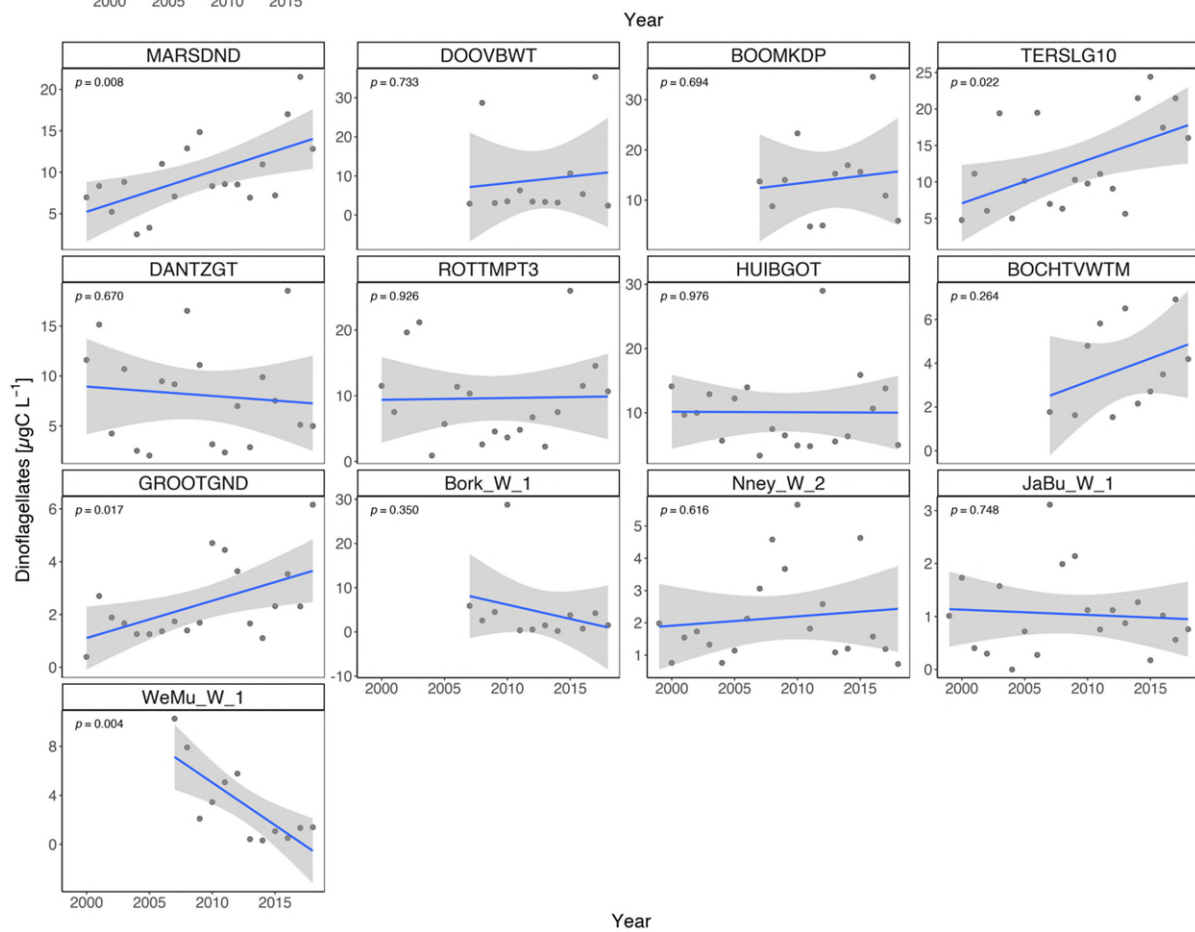 2000 2005 2010 2015
Year
MARSDND DOOVBWT BOOMKDP TERSLG10
p = 0.008 p = 0.733 p = 0.694 p = 0.022
20 15 10 5
30 20 10 0
30 20 10
25 20 15 10 5
DANTZGT ROTTMPT3 HUIBGOT BOCHTVWTM
p = 0.670 p = 0.926 p = 0.976 p = 0.264
15 10 5
20 10 0
30 20 10 0
6 4 2 0
Dinoflagellates [µgC L⁻¹]
GROOTGND Bork_W_1 Nney_W_2 JaBu_W_1
p = 0.017 p = 0.350 p = 0.616 p = 0.748
6 4 2 0
30 20 10 0 -10
5 4 3 2 1
3 2 1 0
2000 2005 2010 2015 2000 2005 2010 2015 2000 2005 2010 2015
WeMu_W_1
p = 0.004
8 4 0
2000 2005 2010 2015
Year